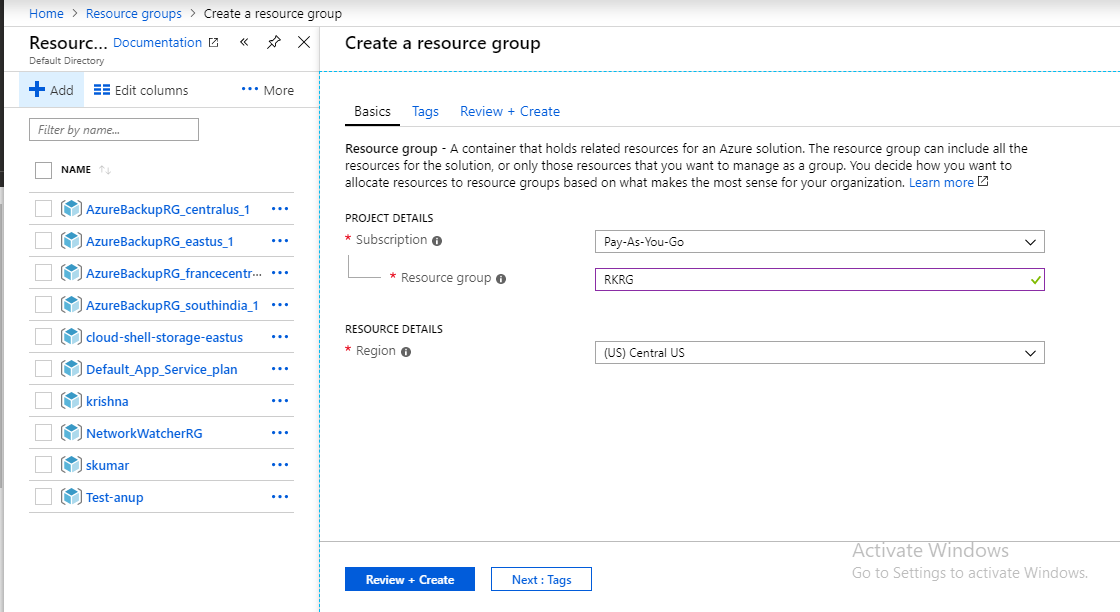 Home > Resource groups > Create a resource group
Resourc... Documentation
Default Directory
Add Edit columns ••• More
Filter by name...
NAME
AzureBackupRG_centralus_1 •••
AzureBackupRG_eastus_1 •••
AzureBackupRG_francecentr··· •••
AzureBackupRG_southindia_1 •••
cloud-shell-storage-eastus •••
Default_App_Service_plan •••
krishna •••
NetworkWatcherRG •••
skumar •••
Test-anup •••
Create a resource group
Basics Tags Review + Create
Resource group - A container that holds related resources for an Azure solution. The resource group can include all the
resources for the solution, or only those resources that you want to manage as a group. You decide how you want to
allocate resources to resource groups based on what makes the most sense for your organization. Learn more
PROJECT DETAILS
* Subscription Pay-As-You-Go
* Resource group RKRG
RESOURCE DETAILS
* Region (US) Central US
Review + Create Next : Tags
Activate Windows
Go to Settings to activate Windows.